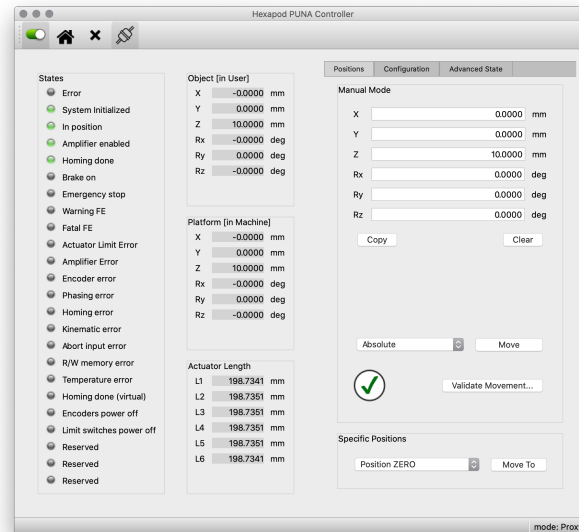 Hexapod PUNA Controller
States
Error
System Initialized
In position
Amplifier enabled
Homing done
Brake on
Emergency stop
Warning FE
Fatal FE
Actuator Limit Error
Amplifier Error
Encoder error
Phasing error
Homing error
Kinematic error
Abort input error
R/W memory error
Temperature error
Homing done (virtual)
Encoders power off
Limit switches power off
Reserved
Reserved
Reserved
Object [in User]
X -0.0000 mm
Y 0.0000 mm
Z 10.0000 mm
Rx -0.0000 deg
Ry 0.0000 deg
Rz -0.0000 deg
Platform [in Machine]
X -0.0000 mm
Y 0.0000 mm
Z 10.0000 mm
Rx -0.0000 deg
Ry 0.0000 deg
Rz -0.0000 deg
Actuator Length
L1 198.7341 mm
L2 198.7351 mm
L3 198.7351 mm
L4 198.7351 mm
L5 198.7351 mm
L6 198.7341 mm
Positions Configuration Advanced State
Manual Mode
X 0.0000 mm
Y 0.0000 mm
Z 10.0000 mm
Rx 0.0000 deg
Ry 0.0000 deg
Rz 0.0000 deg
Copy Clear
Absolute Move
Validate Movement...
Specific Positions
Position ZERO Move To
mode: Prox